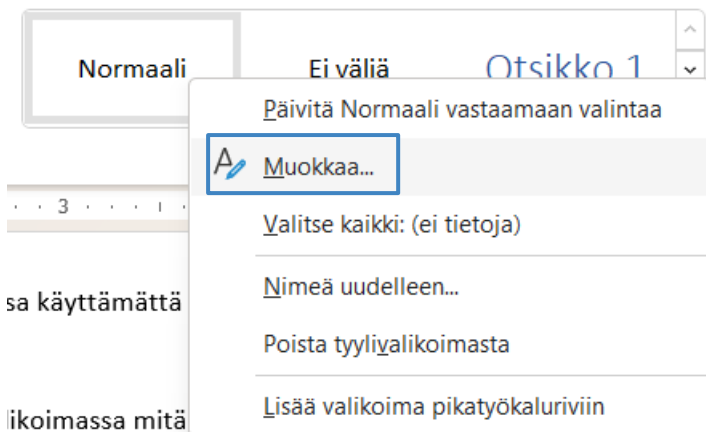 Normaali Ei väliä Otsikko 1
Päivitä Normaali vastaamaan valintaa
Muokkaa...
3
Valitse kaikki: (ei tietoja)
Nimeä uudelleen...
sa käyttämättä
Poista tyylivalikoimasta
Lisää valikoima pikatyökaluriviin
likoimassa mitä